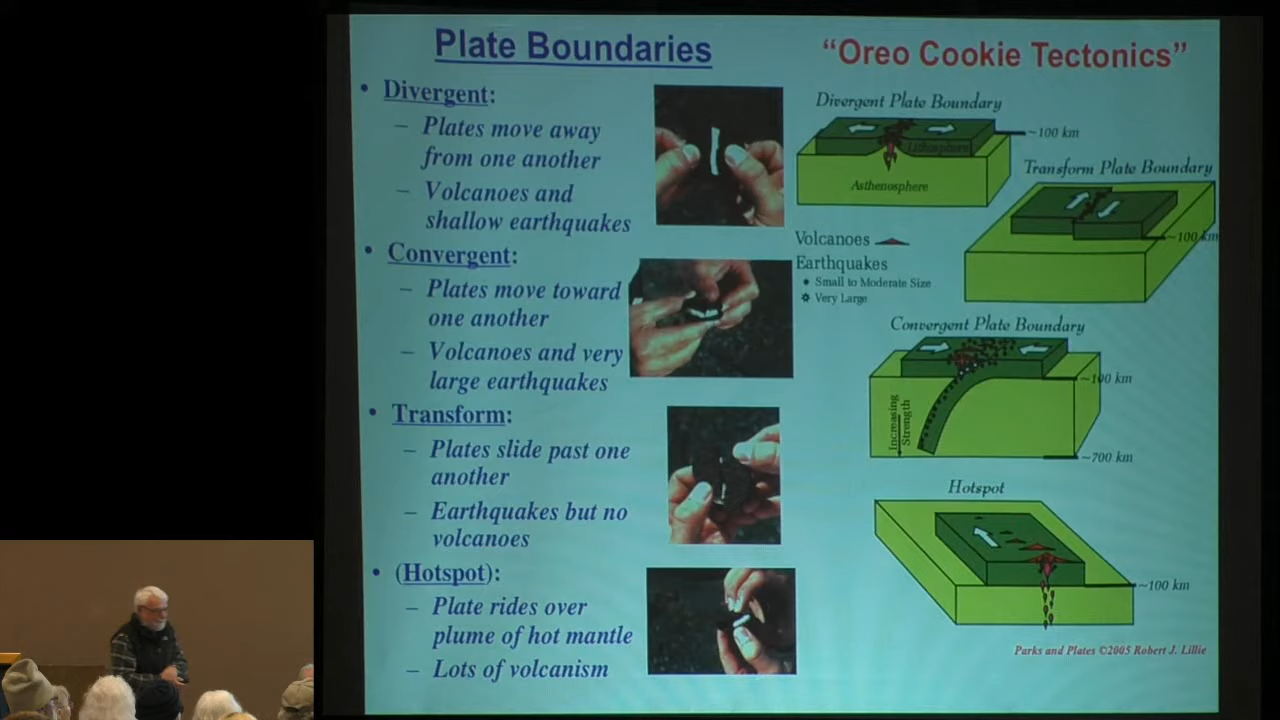 Plate Boundaries
• Divergent:
– Plates move away
from one another
– Volcanoes and
shallow earthquakes
• Convergent:
– Plates move toward
one another
– Volcanoes and very
large earthquakes
• Transform:
– Plates slide past one
another
– Earthquakes but no
volcanoes
• (Hotspot):
– Plate rides over
plume of hot mantle
– Lots of volcanism
“Oreo Cookie Tectonics”
Divergent Plate Boundary
~100 km
Lithosphere
Asthenosphere
Transform Plate Boundary
~100 km
Volcanoes
Earthquakes
Small to Moderate Size
Very Large
Convergent Plate Boundary
~100 km
Increasing
Strength
~700 km
Hotspot
~100 km
Parks and Plates ©2005 Robert J. Lillie